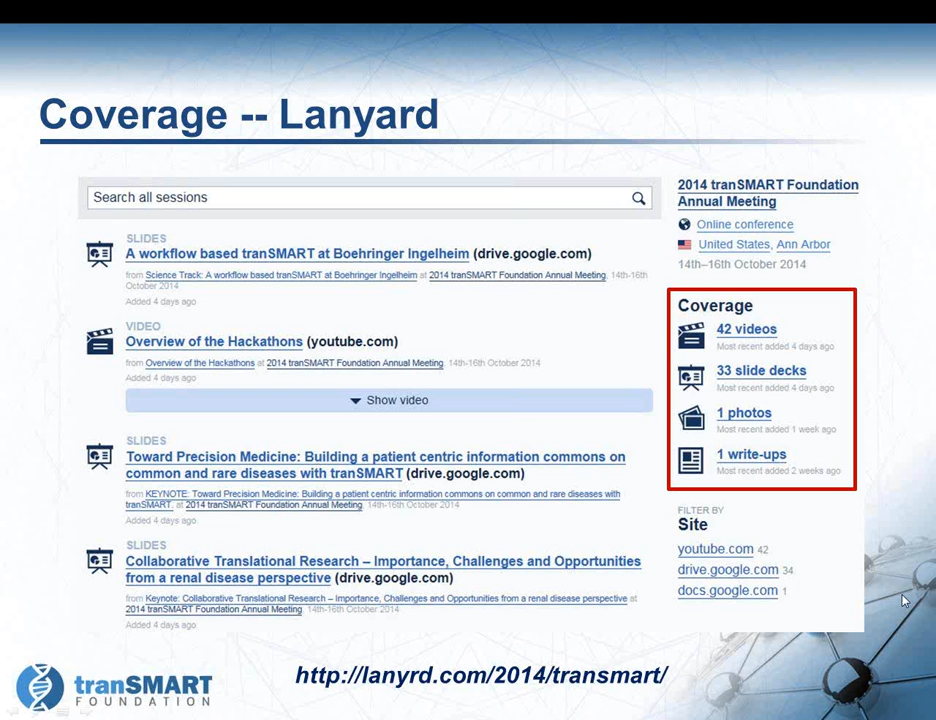 Coverage -- Lanyard
Search all sessions
SLIDES
A workflow based tranSMART at Boehringer Ingelheim (drive.google.com)
from Science Track: A workflow based tranSMART at Boehringer Ingelheim at 2014 tranSMART Foundation Annual Meeting, 14th-16th
October 2014
Added 4 days ago
VIDEO
Overview of the Hackathons (youtube.com)
from Overview of the Hackathons at 2014 tranSMART Foundation Annual Meeting, 14th-16th October 2014
Added 4 days ago
Show video
SLIDES
Toward Precision Medicine: Building a patient centric information commons on
common and rare diseases with tranSMART (drive.google.com)
from KEYNOTE: Toward Precision Medicine: Building a patient centric information commons on common and rare diseases with
tranSMART. at 2014 tranSMART Foundation Annual Meeting, 14th-16th October 2014
Added 4 days ago
SLIDES
Collaborative Translational Research – Importance, Challenges and Opportunities
from a renal disease perspective (drive.google.com)
from Keynote: Collaborative Translational Research – Importance, Challenges and Opportunities from a renal disease perspective at
2014 tranSMART Foundation Annual Meeting, 14th-16th October 2014
Added 4 days ago
2014 tranSMART Foundation
Annual Meeting
Online conference
United States, Ann Arbor
14th–16th October 2014
Coverage
42 videos
Most recent added 4 days ago
33 slide decks
Most recent added 4 days ago
1 photos
Most recent added 1 week ago
1 write-ups
Most recent added 2 weeks ago
FILTER BY
Site
youtube.com 42
drive.google.com 34
docs.google.com 1
tranSMART
FOUNDATION
http://lanyrd.com/2014/transmart/